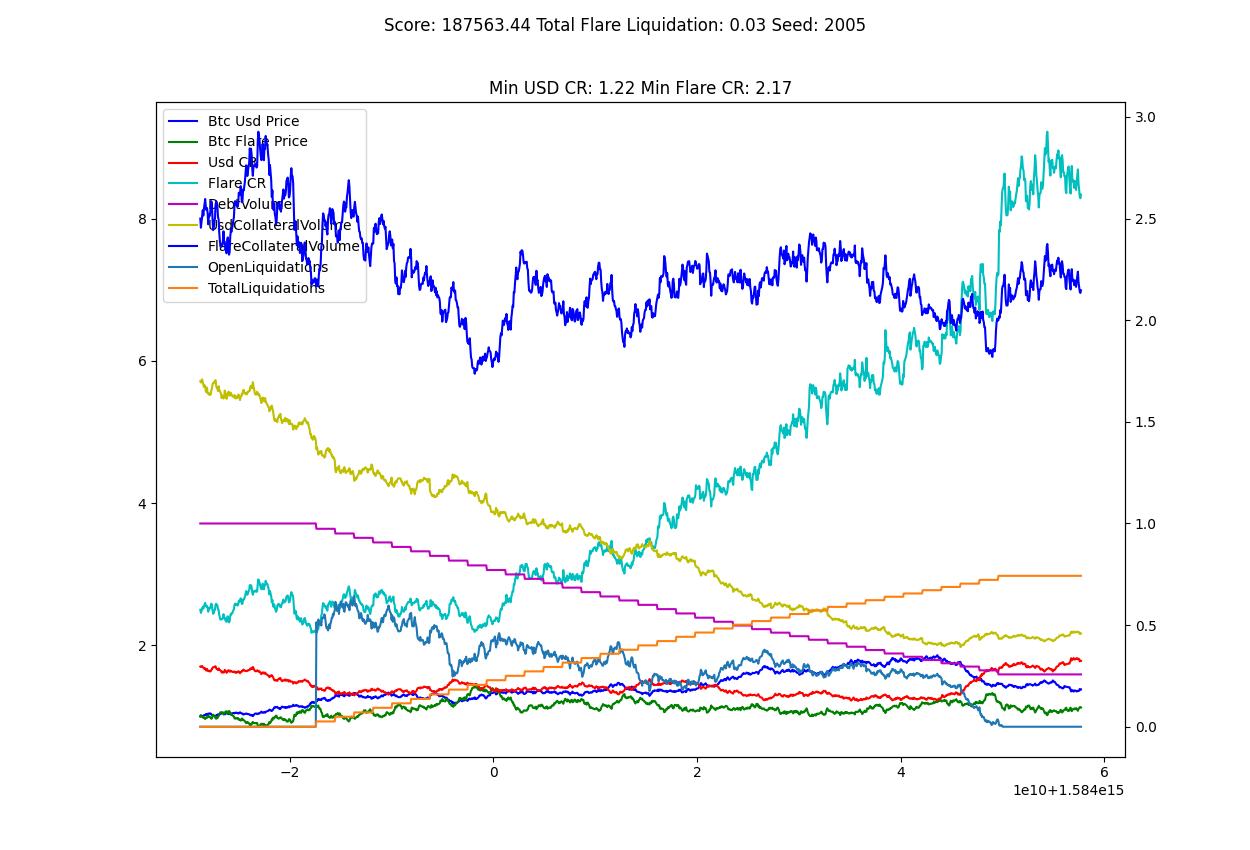 Score: 187563.44 Total Flare Liquidation: 0.03 Seed: 2005
Min USD CR: 1.22 Min Flare CR: 2.17
Btc Usd Price
Btc Flare Price
Usd CR
Flare CR
DebtVolume
UsdCollateralVolume
FlareCollateralVolume
OpenLiquidations
TotalLiquidations
8
6
4
2
3.0
2.5
2.0
1.5
1.0
0.5
0.0
−2
0
2
4
6
1e10+1.584e15